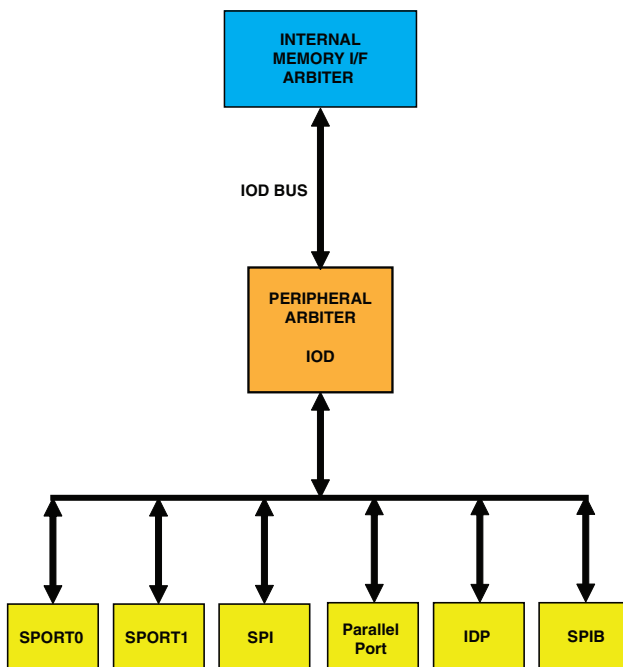 INTERNAL
MEMORY I/F
ARBITER
IOD BUS
PERIPHERAL
ARBITER
IOD
SPORT0
SPORT1
SPI
Parallel
Port
IDP
SPIB